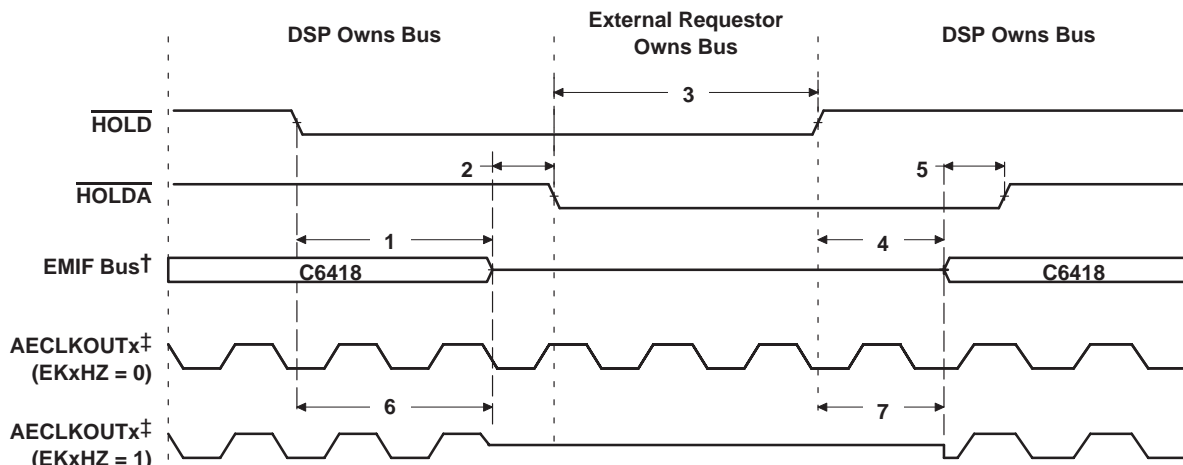 DSP Owns Bus
External Requestor
Owns Bus
DSP Owns Bus
3
HOLD
2
5
HOLDA
1
4
EMIF Bus†
C6418
C6418
AECLKOUTx‡
(EKxHZ = 0)
6
7
AECLKOUTx‡
(EKxHZ = 1)